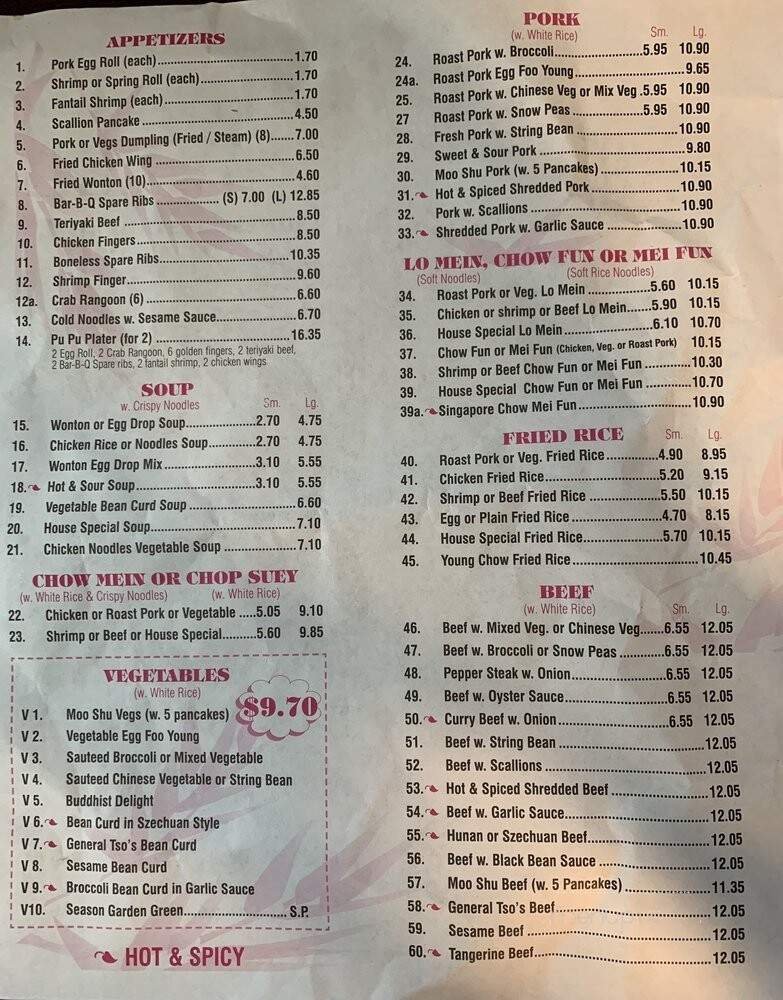 APPETIZERS
1. Pork Egg Roll (each) 1.70
2. Shrimp or Spring Roll (each) 1.70
3. Fantail Shrimp (each) 1.70
4. Scallion Pancake 4.50
5. Pork or Vegs Dumpling (Fried / Steam) (8) 7.00
6. Fried Chicken Wing 6.50
7. Fried Wonton (10) 4.60
8. Bar-B-Q Spare Ribs (S) 7.00 (L) 12.85
9. Teriyaki Beef 8.50
10. Chicken Fingers 8.50
11. Boneless Spare Ribs 10.35
12. Shrimp Finger 9.60
12a. Crab Rangoon (6) 6.60
13. Cold Noodles w. Sesame Sauce 6.70
14. Pu Pu Plater (for 2) 16.35
2 Egg Roll, 2 Crab Rangoon, 6 golden fingers, 2 teriyaki beef,
2 Bar-B-Q Spare ribs, 2 fantail shrimp, 2 chicken wings
SOUP
w. Crispy Noodles Sm. Lg.
15. Wonton or Egg Drop Soup 2.70 4.75
16. Chicken Rice or Noodles Soup 2.70 4.75
17. Wonton Egg Drop Mix 3.10 5.55
18. Hot & Sour Soup 3.10 5.55
19. Vegetable Bean Curd Soup 6.60
20. House Special Soup 7.10
21. Chicken Noodles Vegetable Soup 7.10
CHOW MEIN OR CHOP SUEY
(w. White Rice & Crispy Noodles) (w. White Rice)
22. Chicken or Roast Pork or Vegetable 5.05 9.10
23. Shrimp or Beef or House Special 5.60 9.85
VEGETABLES
(w. White Rice)
$9.70
V 1. Moo Shu Vegs (w. 5 pancakes)
V 2. Vegetable Egg Foo Young
V 3. Sauteed Broccoli or Mixed Vegetable
V 4. Sauteed Chinese Vegetable or String Bean
V 5. Buddhist Delight
V 6. Bean Curd in Szechuan Style
V 7. General Tso's Bean Curd
V 8. Sesame Bean Curd
V 9. Broccoli Bean Curd in Garlic Sauce
V10. Season Garden Green S.P.
HOT & SPICY
PORK
(w. White Rice) Sm. Lg.
24. Roast Pork w. Broccoli 5.95 10.90
24a. Roast Pork Egg Foo Young 9.65
25. Roast Pork w. Chinese Veg or Mix Veg 5.95 10.90
27 Roast Pork w. Snow Peas 5.95 10.90
28. Fresh Pork w. String Bean 10.90
29. Sweet & Sour Pork 9.80
30. Moo Shu Pork (w. 5 Pancakes) 10.15
31. Hot & Spiced Shredded Pork 10.90
32. Pork w. Scallions 10.90
33. Shredded Pork w. Garlic Sauce 10.90
LO MEIN, CHOW FUN OR MEI FUN
(Soft Noodles) (Soft Rice Noodles)
34. Roast Pork or Veg. Lo Mein 5.60 10.15
35. Chicken or shrimp or Beef Lo Mein 5.90 10.15
36. House Special Lo Mein 6.10 10.70
37. Chow Fun or Mei Fun (Chicken, Veg. or Roast Pork) 10.15
38. Shrimp or Beef Chow Fun or Mei Fun 10.30
39. House Special Chow Fun or Mei Fun 10.70
39a. Singapore Chow Mei Fun 10.90
FRIED RICE Sm. Lg.
40. Roast Pork or Veg. Fried Rice 4.90 8.95
41. Chicken Fried Rice 5.20 9.15
42. Shrimp or Beef Fried Rice 5.50 10.15
43. Egg or Plain Fried Rice 4.70 8.15
44. House Special Fried Rice 5.70 10.15
45. Young Chow Fried Rice 10.45
BEEF
(w. White Rice) Sm. Lg.
46. Beef w. Mixed Veg. or Chinese Veg 6.55 12.05
47. Beef w. Broccoli or Snow Peas 6.55 12.05
48. Pepper Steak w. Onion 6.55 12.05
49. Beef w. Oyster Sauce 6.55 12.05
50. Curry Beef w. Onion 6.55 12.05
51. Beef w. String Bean 12.05
52. Beef w. Scallions 12.05
53. Hot & Spiced Shredded Beef 12.05
54. Beef w. Garlic Sauce 12.05
55. Hunan or Szechuan Beef 12.05
56. Beef w. Black Bean Sauce 12.05
57. Moo Shu Beef (w. 5 Pancakes) 11.35
58. General Tso's Beef 12.05
59. Sesame Beef 12.05
60. Tangerine Beef 12.05